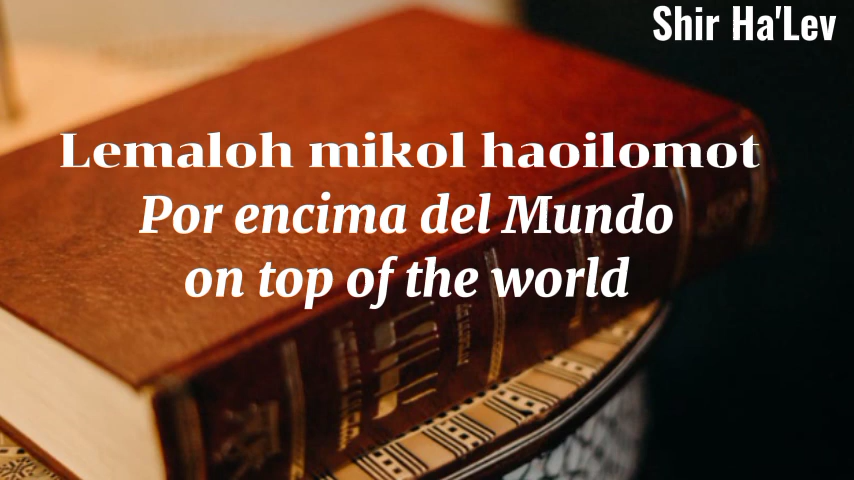 Shir Ha'Lev
Lemaloh mikol haoilomot
Por encima del Mundo
on top of the world